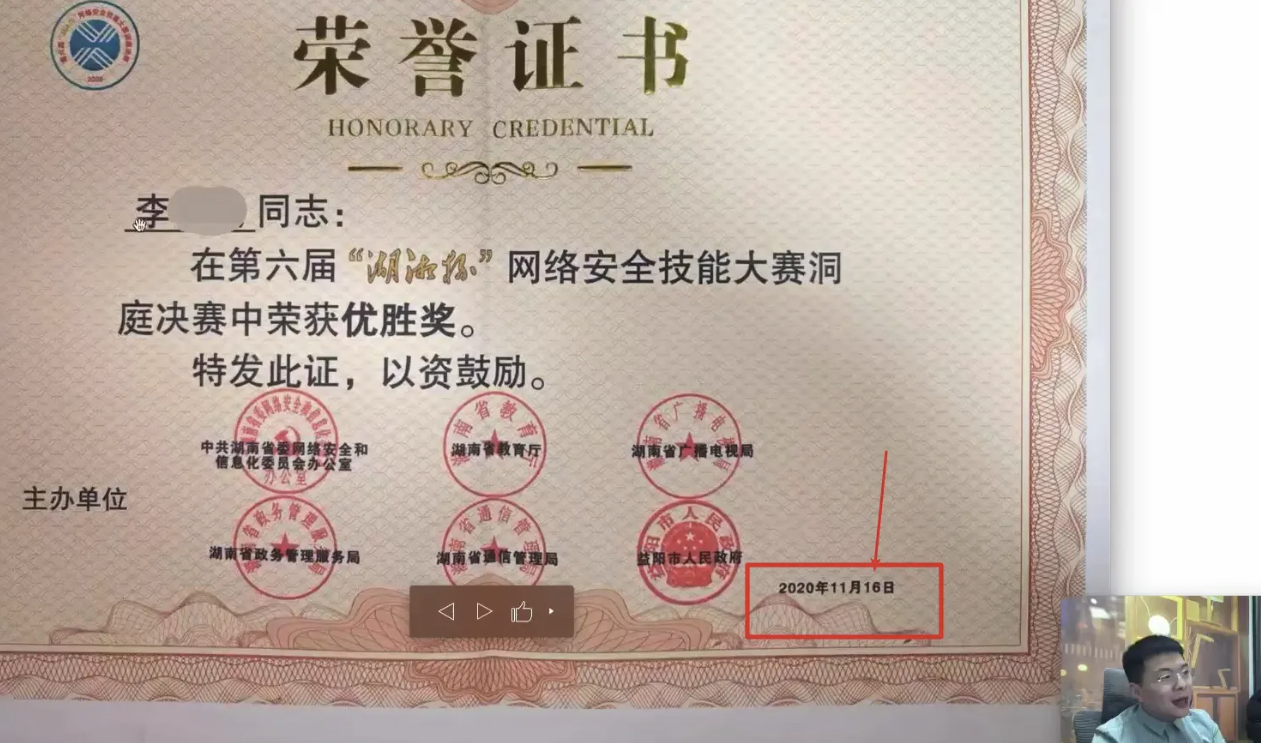 荣誉证书
HONORARY CREDENTIAL
李 同志：
在第六届“湖湘杯”网络安全技能大赛洞
庭决赛中荣获优胜奖。
特发此证，以资鼓励。
中共湖南省委网络安全和
信息化委员会办公室
湖南省教育厅
湖南省广播电视局
主办单位
湖南省政务管理服务局
湖南省通信管理局
益阳市人民政府
2020年11月16日